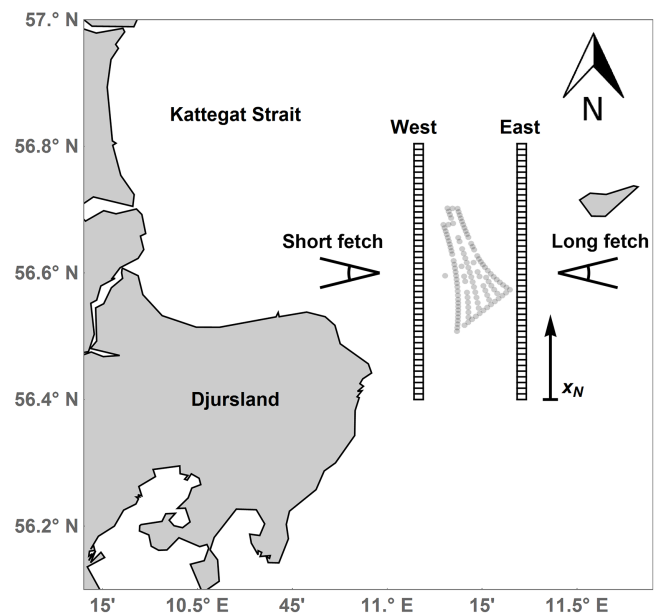 57.° N
Kattegat Strait
N
56.8° N
West East
Short fetch Long fetch
56.6° N
x_N
56.4° N
Djursland
56.2° N
15' 10.5° E 45' 11.° E 15' 11.5° E